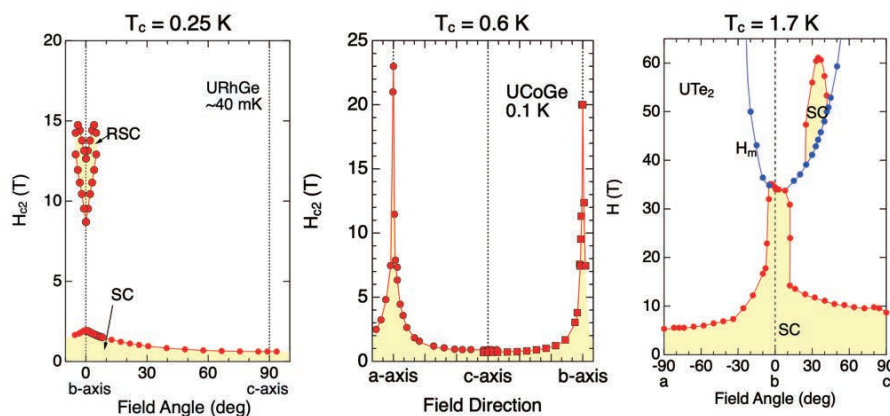 T_c = 0.25 K
20
15
10
5
0
H_c2 (T)
URhGe
~40 mK
RSC
SC
0
30
60
90
b-axis
c-axis
Field Angle (deg)
T_c = 0.6 K
25
20
15
10
5
0
H_c2 (T)
UCoGe
0.1 K
a-axis
c-axis
b-axis
Field Direction
T_c = 1.7 K
60
50
40
30
20
10
0
H (T)
UTe₂
H_m
SC
SC
-90
-60
-30
0
30
60
90
a
b
c
Field Angle (deg)